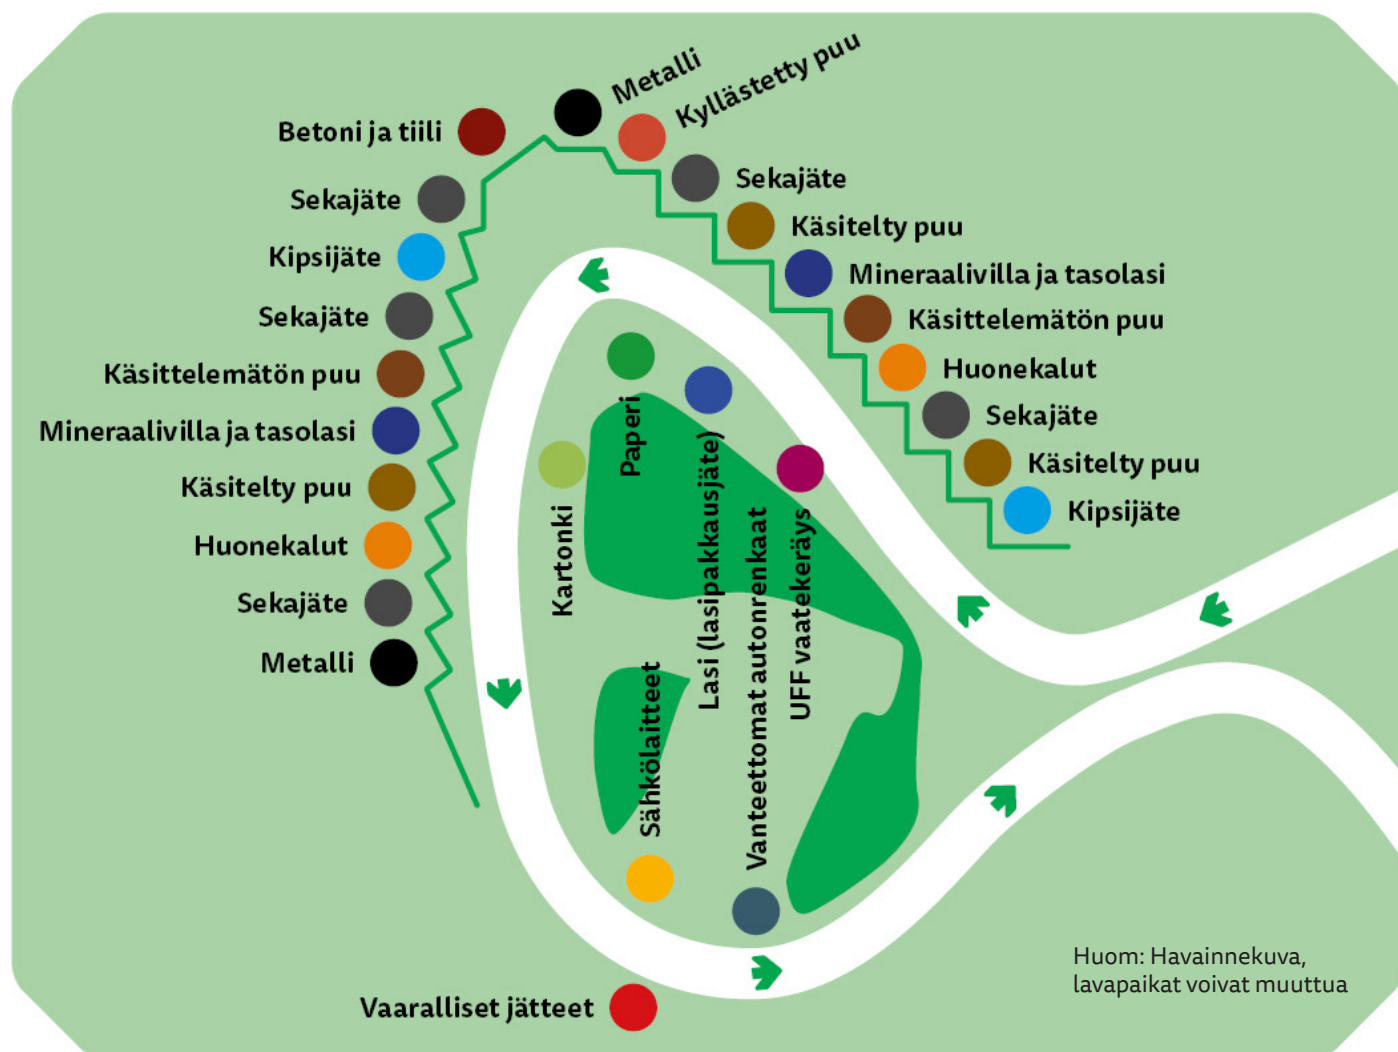 Metalli
Kyllästetty puu
Betoni ja tiili
Sekajäte
Sekajäte
Käsitelty puu
Kipsijäte
Mineraalivilla ja tasolasi
Sekajäte
Käsittelemätön puu
Käsittelemätön puu
Huonekalut
Mineraalivilla ja tasolasi
Sekajäte
Käsitelty puu
Käsitelty puu
Huonekalut
Kipsijäte
Sekajäte
Metalli
Paperi
Kartonki
Lasi (lasipakkausjäte)
Vanteettomat autonrenkaat
UFF vaatekeräys
Sähkölaitteet
Vaaralliset jätteet
Huom: Havainnekuva,
lavapaikat voivat muuttua